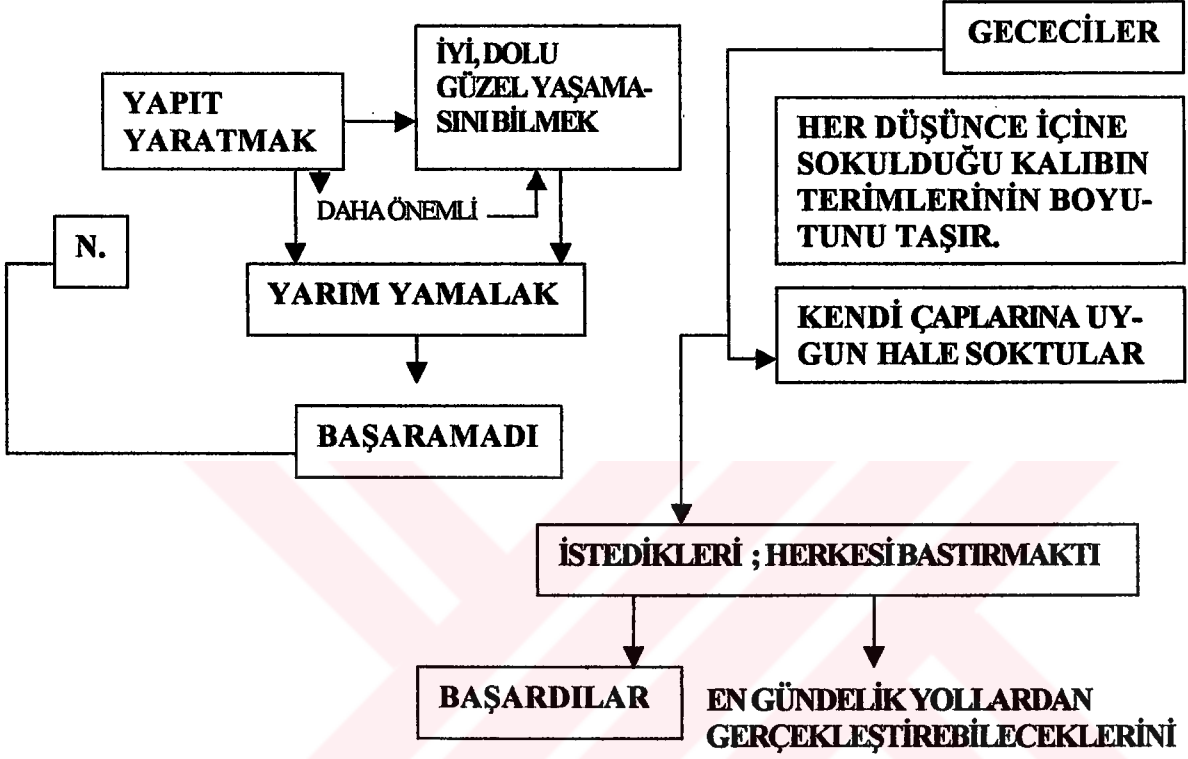 YAPIT
YARATMAK
İYİ, DOLU
GÜZEL YAŞAMA-
SINI BİLMEK
DAHA ÖNEMLİ
N.
YARIM YAMALAK
BAŞARAMADI
GECECİLER
HER DÜŞÜNCE İÇİNE
SOKULDUĞU KALIBIN
TERİMLERİNİN BOYU-
TUNU TAŞIR.
KENDİ ÇAPLARINA UY-
GUN HALE SOKTULAR
İSTEDİKLERİ ; HERKESİ BASTIRMAKTI
BAŞARDILAR
EN GÜNDELİK YOLLARDAN
GERÇEKLEŞTİREBİLECEKLERİNİ